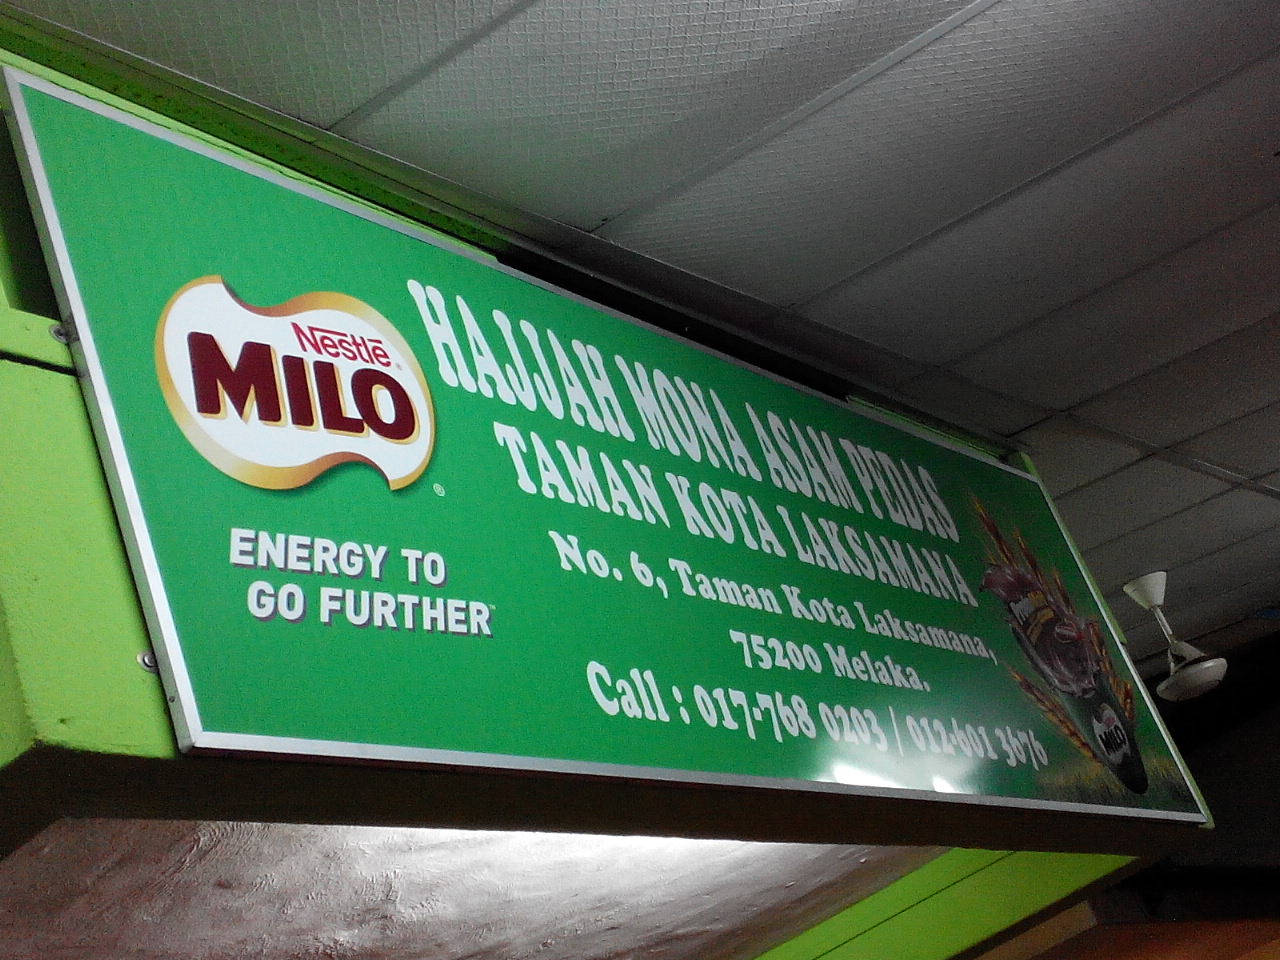 Nestlé
MILO
ENERGY TO
GO FURTHER
HAJJAH MONA ASAM PEDAS
TAMAN KOTA LAKSAMANA
No. 6, Taman Kota Laksamana,
75200 Melaka.
Call : 017-768 0203 / 012-601 3676
MILO